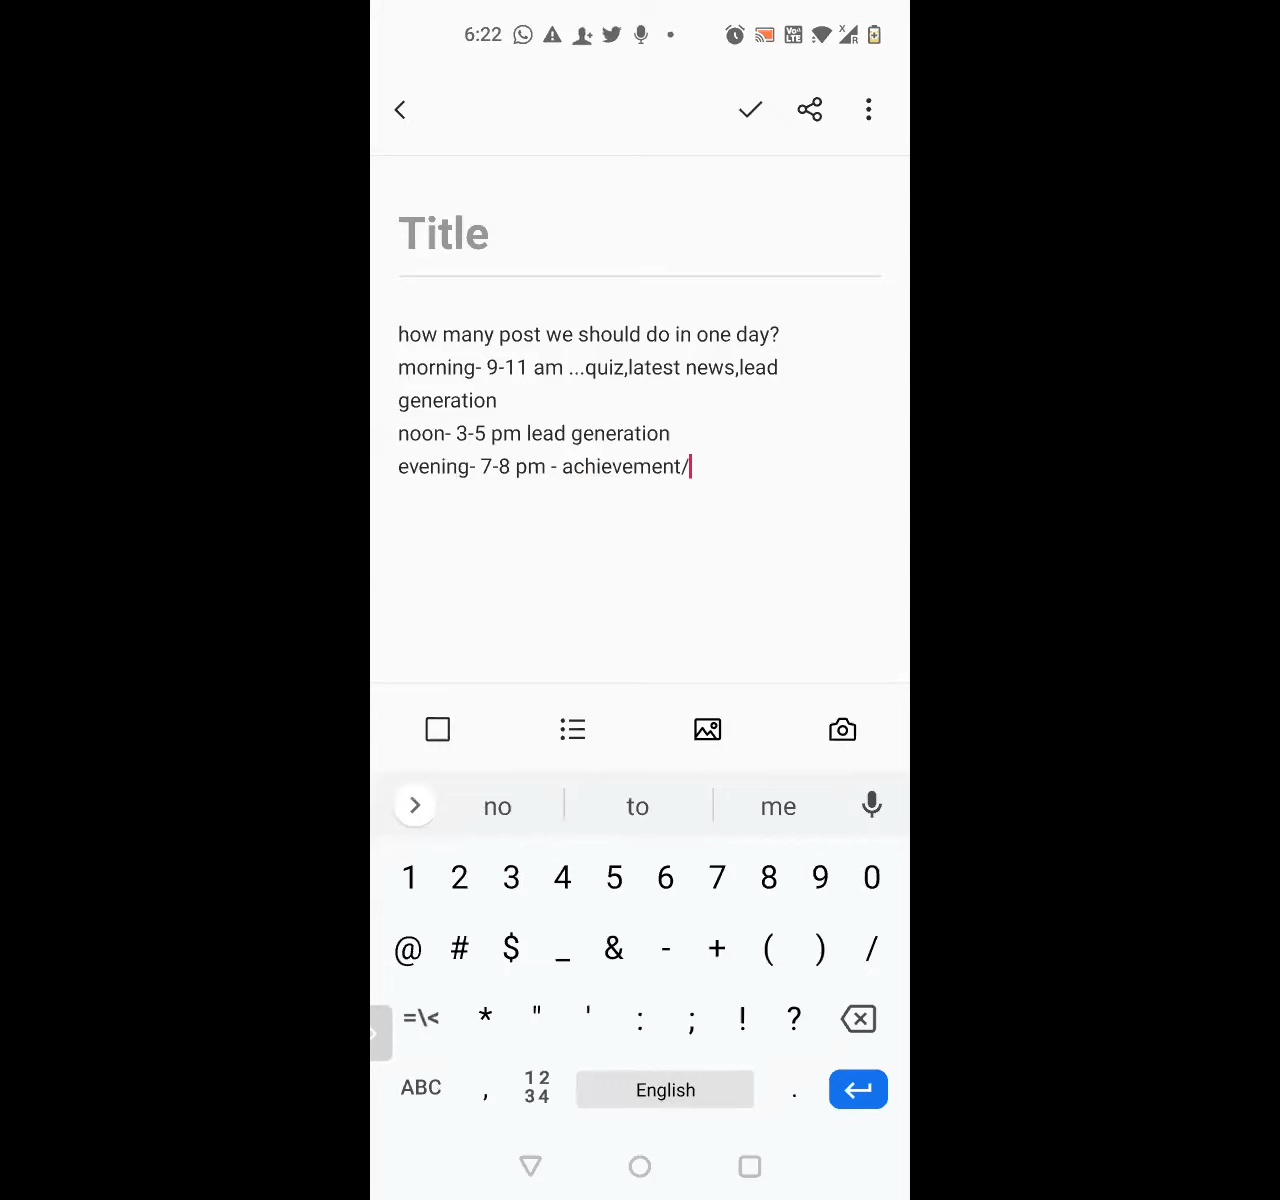 6:22
Title
how many post we should do in one day?
morning- 9-11 am ...quiz,latest news,lead
generation
noon- 3-5 pm lead generation
evening- 7-8 pm - achievement/
no to me
1 2 3 4 5 6 7 8 9 0
@ # $ _ & - + ( ) /
=\< * " ' : ; ! ?
ABC , 12 34 English .